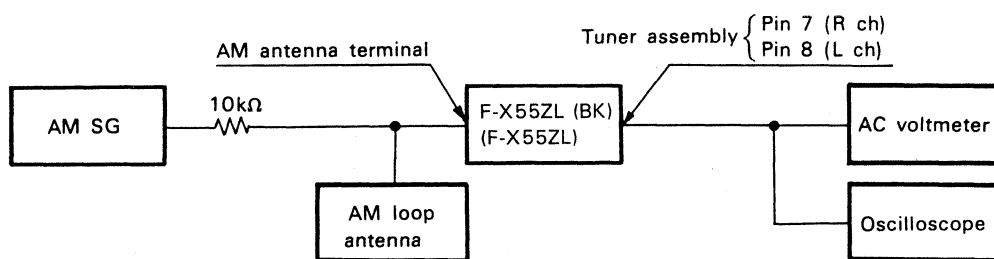 AM antenna terminal
Tuner assembly { Pin 7 (R ch)
Pin 8 (L ch)
AM SG
10kΩ
F-X55ZL (BK)
(F-X55ZL)
AC voltmeter
AM loop
antenna
Oscilloscope